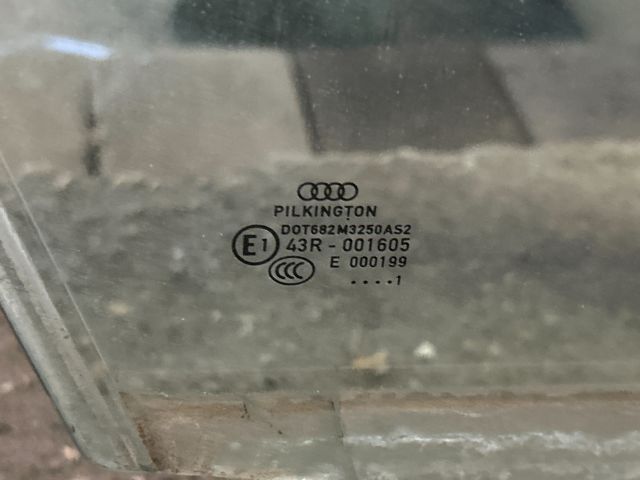 PILKINGTON
DOT682M3250AS2
E1 43R - 001605
CCC E 000199
....1